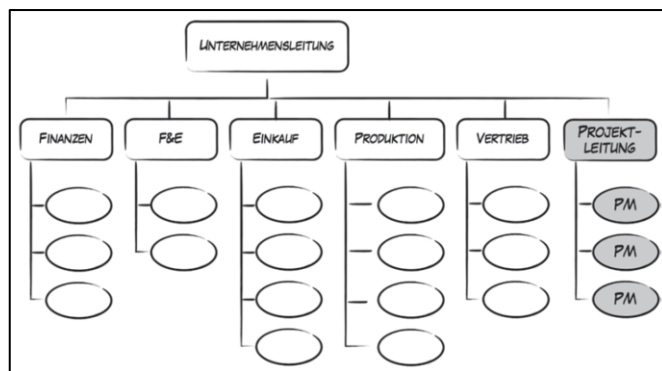 UNTERNEHMENSLEITUNG
FINANZEN
F&E
EINKAUF
PRODUKTION
VERTRIEB
PROJEKT-
LEITUNG
PM
PM
PM